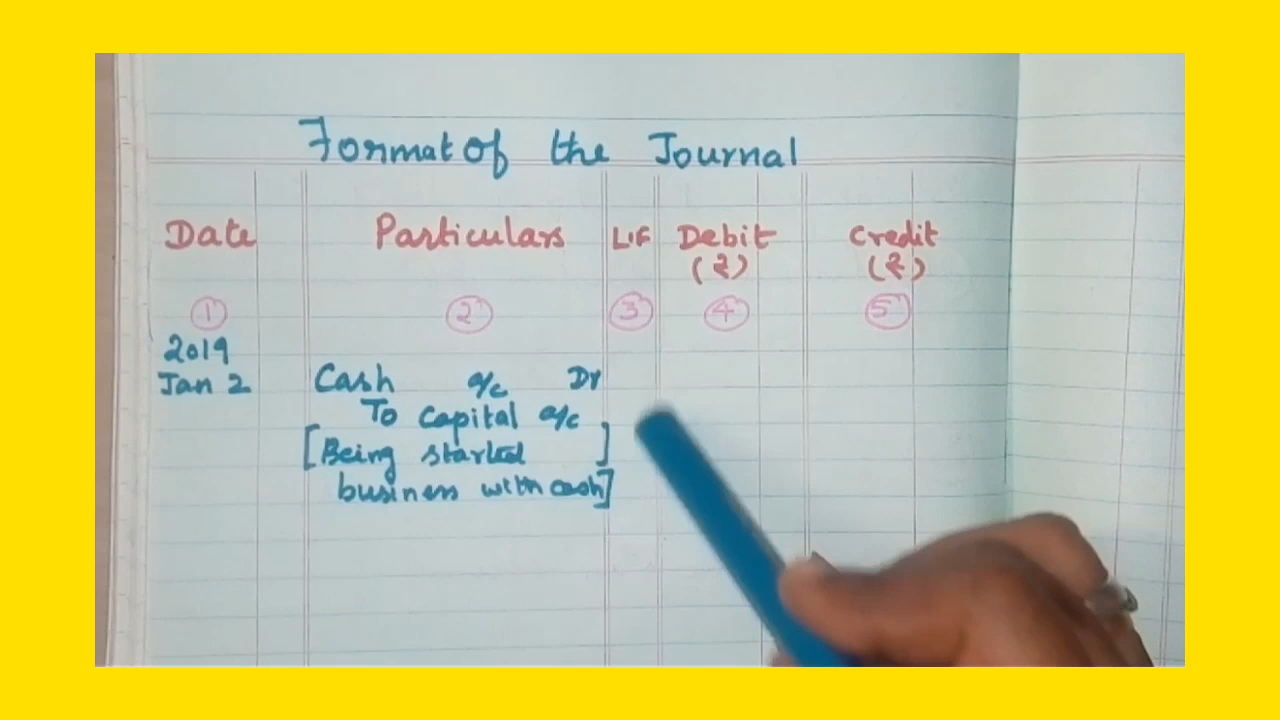 Format of the Journal
Date Particulars L.F Debit Credit
(₹) (₹)
1 2 3 4 5
2019
Jan 2 Cash a/c Dr
To Capital a/c
[Being started ]
business with cash]